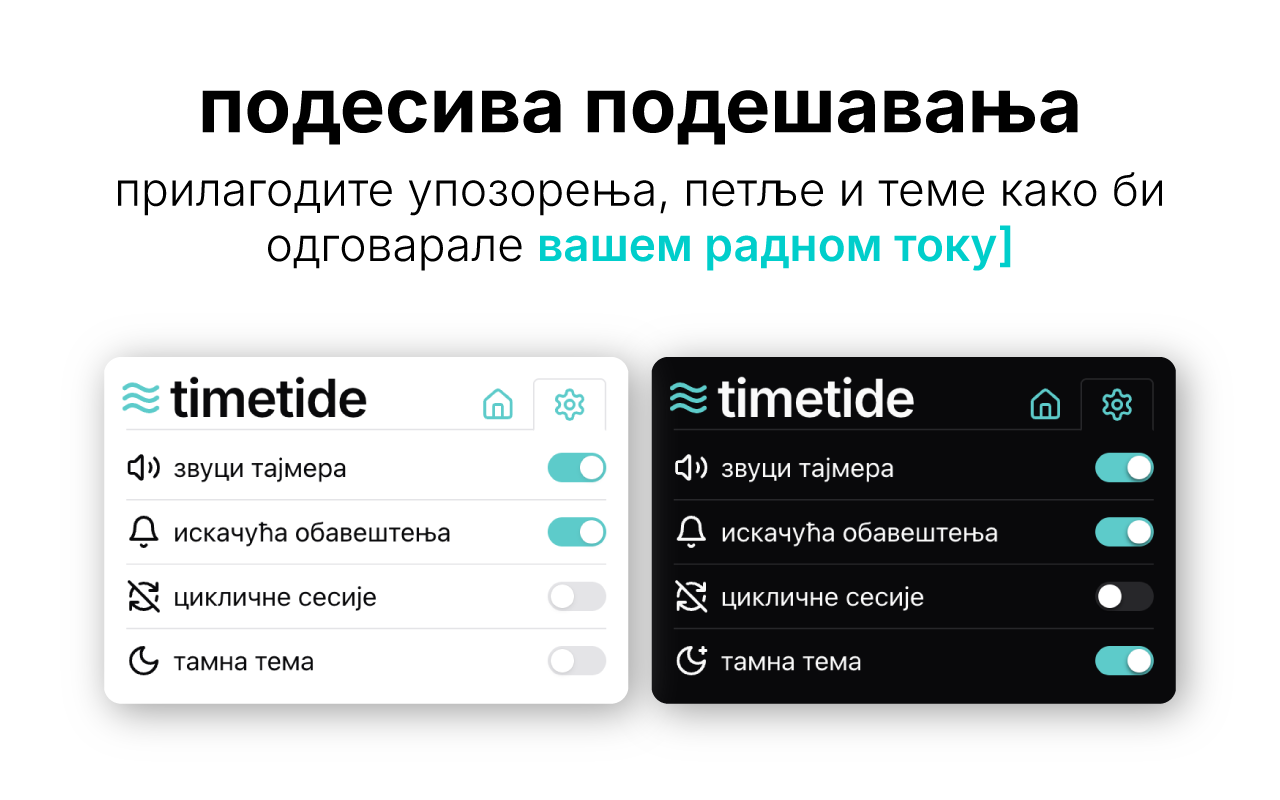 подесива подешавања
прилагодите упозорења, петље и теме како би
одговарале вашем радном току]
timetide
звуци тајмера
искачућа обавештења
цикличне сесије
тамна тема
timetide
звуци тајмера
искачућа обавештења
цикличне сесије
тамна тема